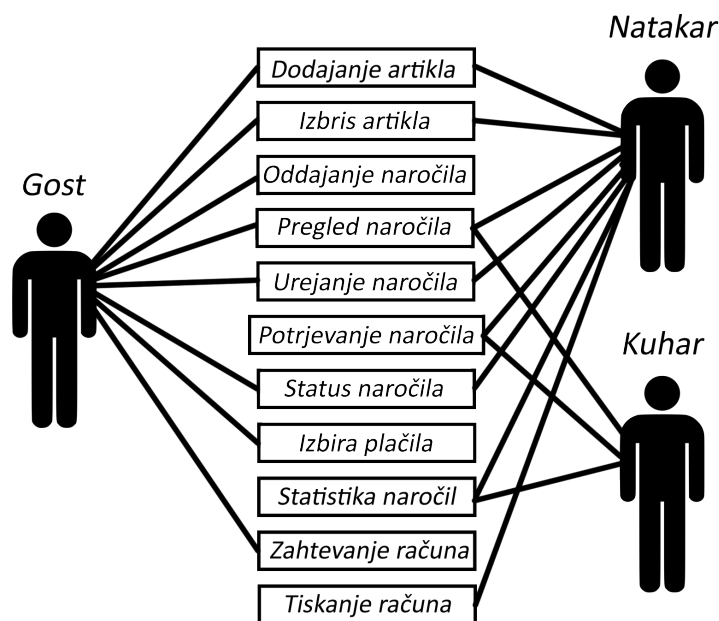 Natakar
Dodajanje artikla
Izbris artikla
Oddajanje naročila
Gost
Pregled naročila
Urejanje naročila
Potrjevanje naročila
Kuhar
Status naročila
Izbira plačila
Statistika naročil
Zahtevanje računa
Tiskanje računa